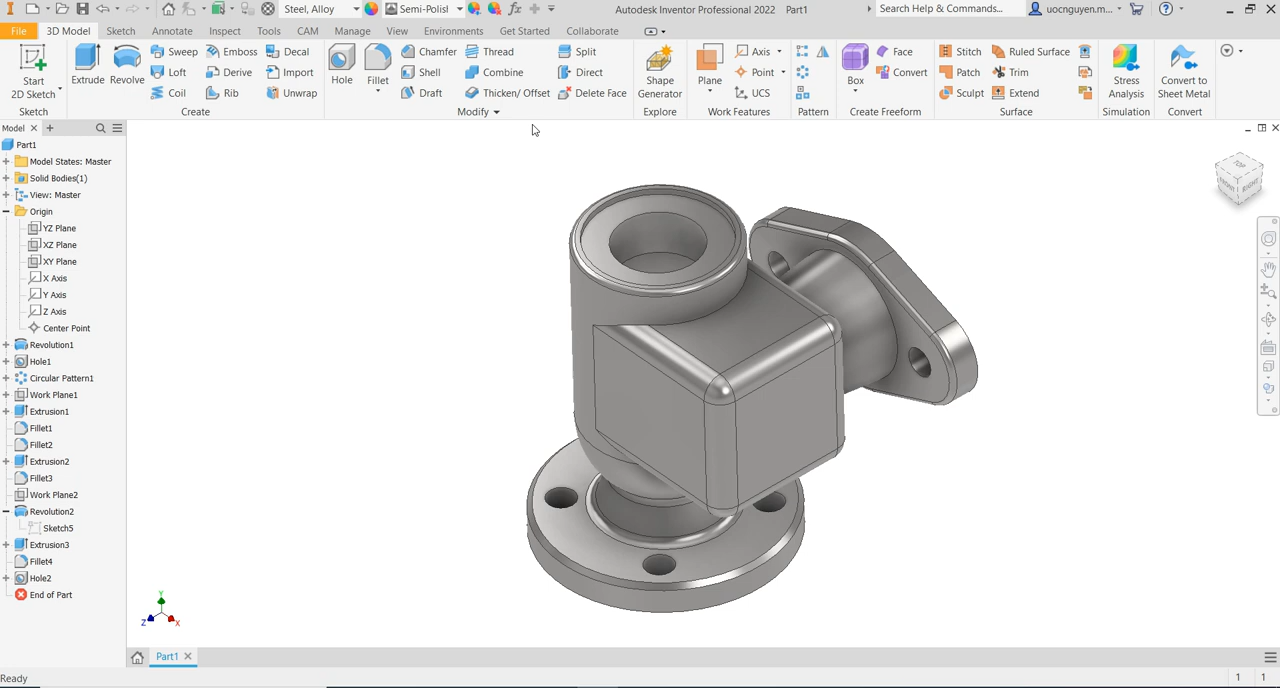 Steel, Alloy
Semi-Polisl
Autodesk Inventor Professional 2022 Part1
Search Help & Commands...
uocnguyen.m...
File
3D Model
Sketch
Annotate
Inspect
Tools
CAM
Manage
View
Environments
Get Started
Collaborate
Start
2D Sketch
Sketch
Extrude
Revolve
Sweep
Loft
Coil
Emboss
Derive
Rib
Decal
Import
Unwrap
Create
Hole
Fillet
Chamfer
Shell
Draft
Thread
Combine
Thicken/ Offset
Split
Direct
Delete Face
Modify
Shape
Generator
Explore
Plane
Axis
Point
UCS
Work Features
Pattern
Box
Face
Convert
Create Freeform
Stitch
Patch
Sculpt
Ruled Surface
Trim
Extend
Surface
Stress
Analysis
Simulation
Convert to
Sheet Metal
Convert
Model
Part1
Model States: Master
Solid Bodies(1)
View: Master
Origin
YZ Plane
XZ Plane
XY Plane
X Axis
Y Axis
Z Axis
Center Point
Revolution1
Hole1
Circular Pattern1
Work Plane1
Extrusion1
Fillet1
Fillet2
Extrusion2
Fillet3
Work Plane2
Revolution2
Sketch5
Extrusion3
Fillet4
Hole2
End of Part
TOP
FRONT
RIGHT
Y
Z
X
Part1
Ready
1
1